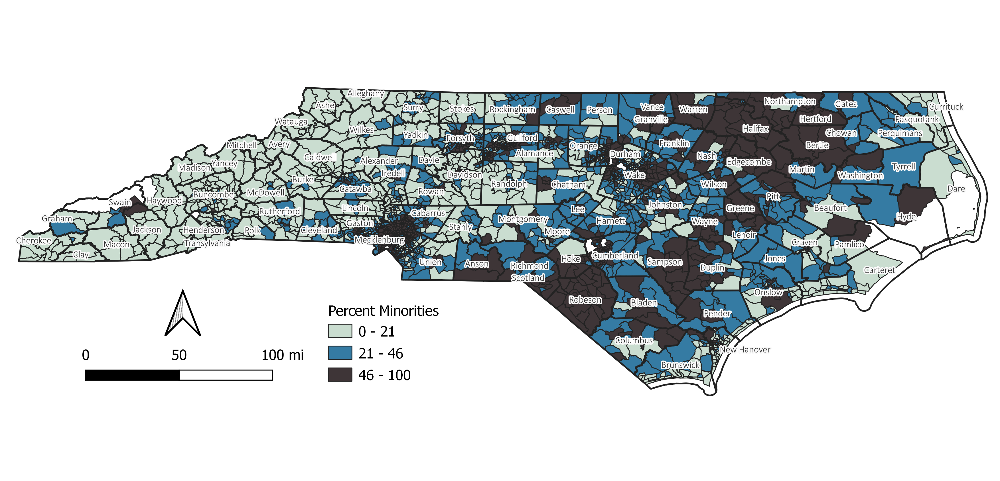 Alleghany
Ashe
Surry
Stokes
Rockingham
Caswell
Person
Vance
Granville
Warren
Northampton
Gates
Currituck
Hertford
Pasquotank
Watauga
Wilkes
Yadkin
Forsyth
Guilford
Halifax
Chowan
Perquimans
Mitchell
Avery
Orange
Franklin
Bertie
Caldwell
Alexander
Davie
Alamance
Durham
Nash
Edgecombe
Yancey
Madison
Iredell
Davidson
Wake
Martin
Tyrrell
Washington
Burke
Catawba
Rowan
Randolph
Chatham
Wilson
Dare
Buncombe
McDowell
Swain
Haywood
Johnston
Pitt
Rutherford
Lincoln
Cabarrus
Lee
Greene
Beaufort
Hyde
Graham
Gaston
Montgomery
Harnett
Wayne
Jackson
Henderson
Polk
Cleveland
Stanly
Moore
Lenoir
Cherokee
Macon
Transylvania
Mecklenburg
Craven
Pamlico
Clay
Union
Anson
Richmond
Hoke
Cumberland
Sampson
Duplin
Jones
Carteret
Scotland
Onslow
Robeson
Bladen
Pender
Columbus
New Hanover
Brunswick
Percent Minorities
0 - 21
21 - 46
46 - 100
0 50 100 mi